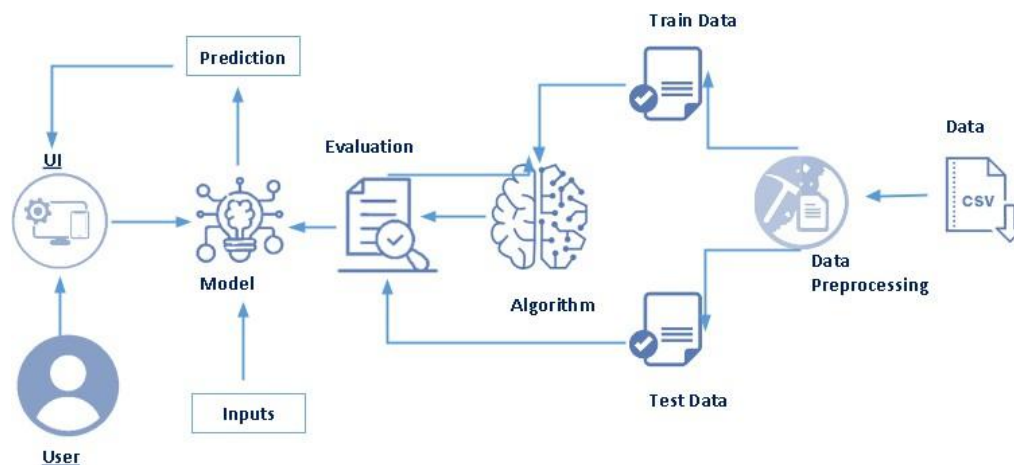 Train Data
Prediction
Data
Evaluation
UI
CSV
Model
Data
Preprocessing
Algorithm
Test Data
Inputs
User